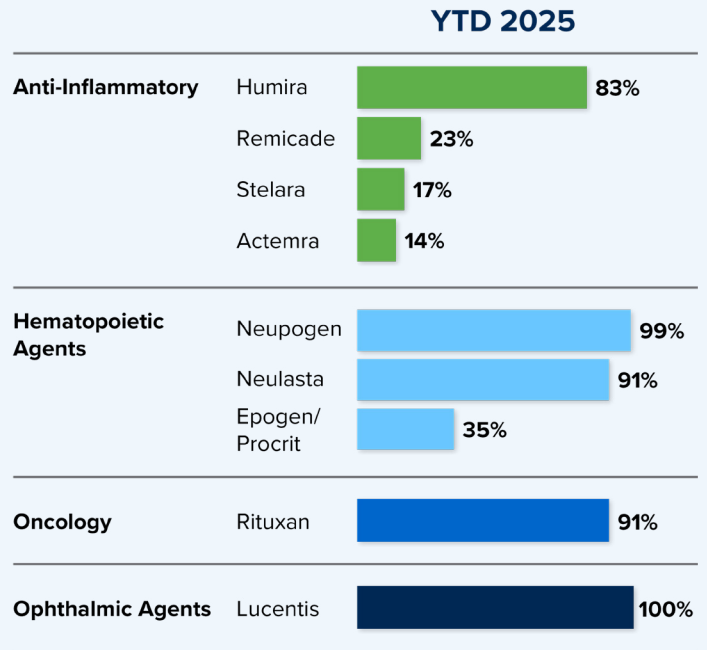 YTD 2025
Anti-Inflammatory
Humira 83%
Remicade 23%
Stelara 17%
Actemra 14%
Hematopoietic
Agents
Neupogen 99%
Neulasta 91%
Epogen/
Procrit 35%
Oncology
Rituxan 91%
Ophthalmic Agents
Lucentis 100%